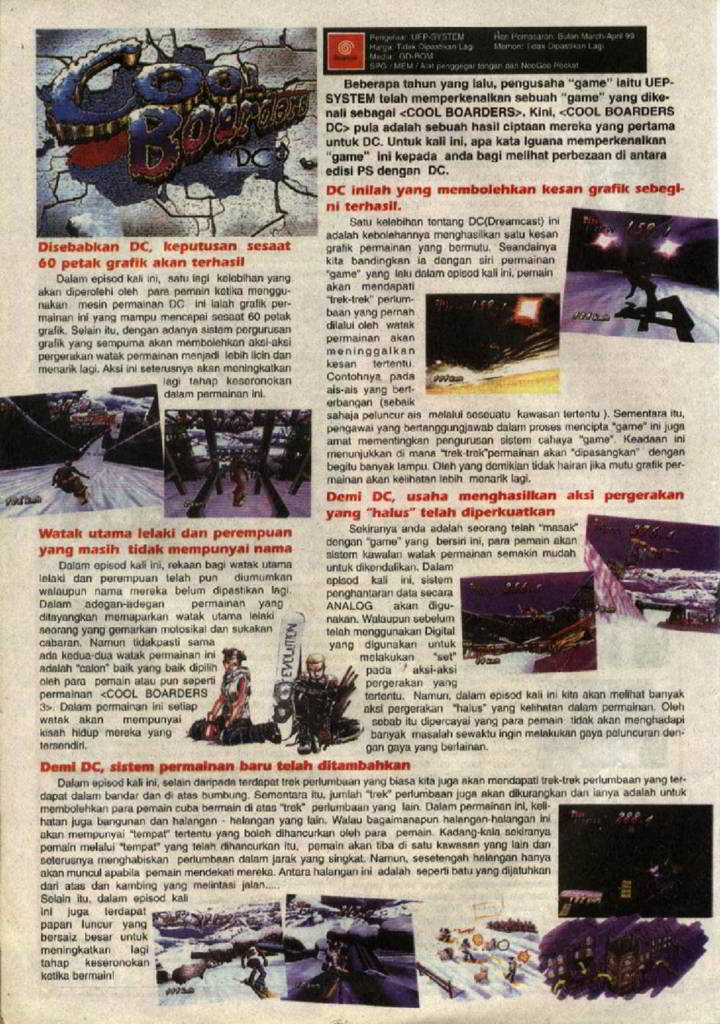 Cool
Boarders
DC
Pengeluar :UEP-SYSTEM
Harga: Tidak Dipastikan Lagi
Media: GD-ROM
SPG / MEM / Alat penggegar tangan dan NeoGeo Pocket
Hari Pemasaran: Bulan March-April 99
Memori: Tidak Dipastikan Lagi
Beberapa tahun yang lalu, pengusaha "game" iaitu UEP-
SYSTEM telah memperkenalkan sebuah "game" yang dike-
nali sebagai <COOL BOARDERS>. Kini, <COOL BOARDERS
DC> pula adalah sebuah hasil ciptaan mereka yang pertama
untuk DC. Untuk kali ini, apa kata Iguana memperkenalkan
"game" ini kepada anda bagi melihat perbezaan di antara
edisi PS dengan DC.
Disebabkan DC, keputusan sesaat
60 petak grafik akan terhasil
Dalam episod kali ini, satu lagi kelebihan yang
akan diperolehi oleh para pemain ketika menggu-
nakan mesin permainan DC ini ialah grafik per-
mainan ini yang mampu mencapai sesaat 60 petak
grafik. Selain itu, dengan adanya sistem pergurusan
grafik yang sempurna akan membolehkan aksi-aksi
pergerakan watak permainan menjadi lebih licin dan
menarik lagi. Aksi ini seterusnya akan meningkatkan
lagi tahap keseronokan
dalam permainan ini.
Watak utama lelaki dan perempuan
yang masih tidak mempunyai nama
Dalam episod kali ini, rekaan bagi watak utama
lelaki dan perempuan telah pun diumumkan
walaupun nama mereka belum dipastikan lagi.
Dalam adegan-adegan permainan yang
ditayangkan memaparkan watak utama lelaki
seorang yang gemarkan motosikal dan sukakan
cabaran. Namun tidakpasti sama
ada kedua-dua watak permainan ini
adalah "calon" baik yang baik dipilih
oleh para pemain atau pun seperti
permainan <COOL BOARDERS
3>. Dalam permainan ini setiap
watak akan mempunyai
kisah hidup mereka yang
tersendiri.
EVOLUTION
DC inilah yang membolehkan kesan grafik sebegi-
ni terhasil.
Satu kelebihan tentang DC(Dreamcast) ini
adalah kebolehannya menghasilkan satu kesan
grafik permainan yang bermutu. Seandainya
kita bandingkan ia dengan siri permainan
"game" yang lalu dalam episod kali ini, pemain
akan mendapati
"trek-trek" perlum-
baan yang pernah
dilalui oleh watak
permainan akan
meninggalkan
kesan tertentu.
Contohnya pada
ais-ais yang bert-
erbangan (sebaik
sahaja peluncur ais melalui sesuatu kawasan tertentu ). Sementara itu,
pengawai yang bertanggungjawab dalam proses mencipta "game" ini juga
amat mementingkan pengurusan sistem cahaya "game". Keadaan ini
menunjukkan di mana "trek-trek"permainan akan "dipasangkan" dengan
begitu banyak lampu. Oleh yang demikian tidak hairan jika mutu grafik per-
mainan akan kelihatan lebih menarik lagi.
Demi DC, usaha menghasilkan aksi pergerakan
yang "halus" telah diperkuatkan
Sekiranya anda adalah seorang telah "masak"
dengan "game" yang bersiri ini, para pemain akan
sistem kawalan watak permainan semakin mudah
untuk dikendalikan. Dalam
episod kali ini, sistem
penghantaran data secara
ANALOG akan digu-
nakan. Walaupun sebelum
telah menggunakan Digital
yang digunakan untuk
melakukan "set"
pada aksi-aksi
pergerakan yang
tertentu. Namun, dalam episod kali ini kita akan melihat banyak
aksi pergerakan "halus" yang kelihatan dalam permainan. Oleh
sebab itu dipercayai yang para pemain tidak akan menghadapi
banyak masalah sewaktu ingin melakukan gaya peluncuran den-
gan gaya yang berlainan.
Demi DC, sistem permainan baru telah ditambahkan
Dalam episod kali ini, selain daripada terdapat trek perlumbaan yang biasa kita juga akan mendapati trek-trek perlumbaan yang ter-
dapat dalam bandar dan di atas bumbung. Sementara itu, jumlah "trek" perlumbaan juga akan dikurangkan dan ianya adalah untuk
membolehkan para pemain cuba bermain di atas "trek" perlumbaan yang lain. Dalam permainan ini, keli-
hatan juga bangunan dan halangan - halangan yang lain. Walau bagaimanapun halangan-halangan ini
akan mempunyai "tempat" tertentu yang boleh dihancurkan oleh para pemain. Kadang-kala sekiranya
pemain melalui "tempat" yang telah dihancurkan itu, pemain akan tiba di satu kawasan yang lain dan
seterusnya menghabiskan perlumbaan dalam jarak yang singkat. Namun, sesetengah halangan hanya
akan muncul apabila pemain mendekati mereka. Antara halangan ini adalah seperti batu yang dijatuhkan
dari atas dan kambing yang melintasi jalan.....
Selain itu, dalam episod kali
ini juga terdapat
papan luncur yang
bersaiz besar untuk
meningkatkan lagi
tahap keseronokan
ketika bermain!